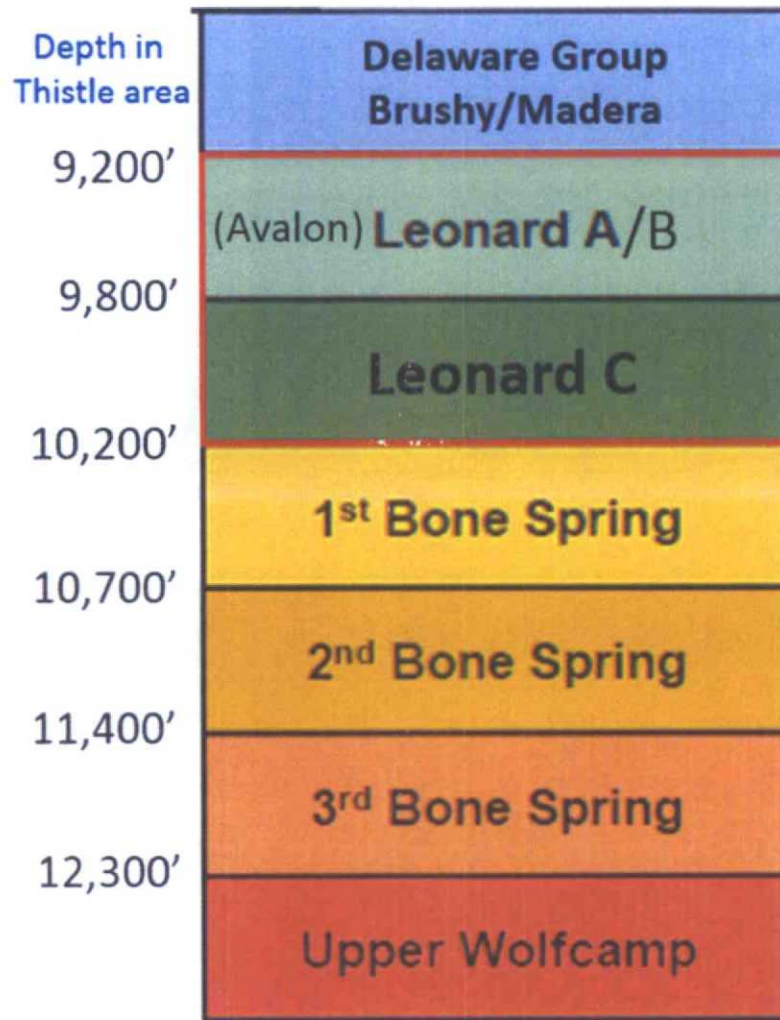 Depth in
Thistle area
Delaware Group
Brushy/Madera
9,200’
(Avalon) Leonard A/B
9,800’
Leonard C
10,200’
1st Bone Spring
10,700’
2nd Bone Spring
11,400’
3rd Bone Spring
12,300’
Upper Wolfcamp